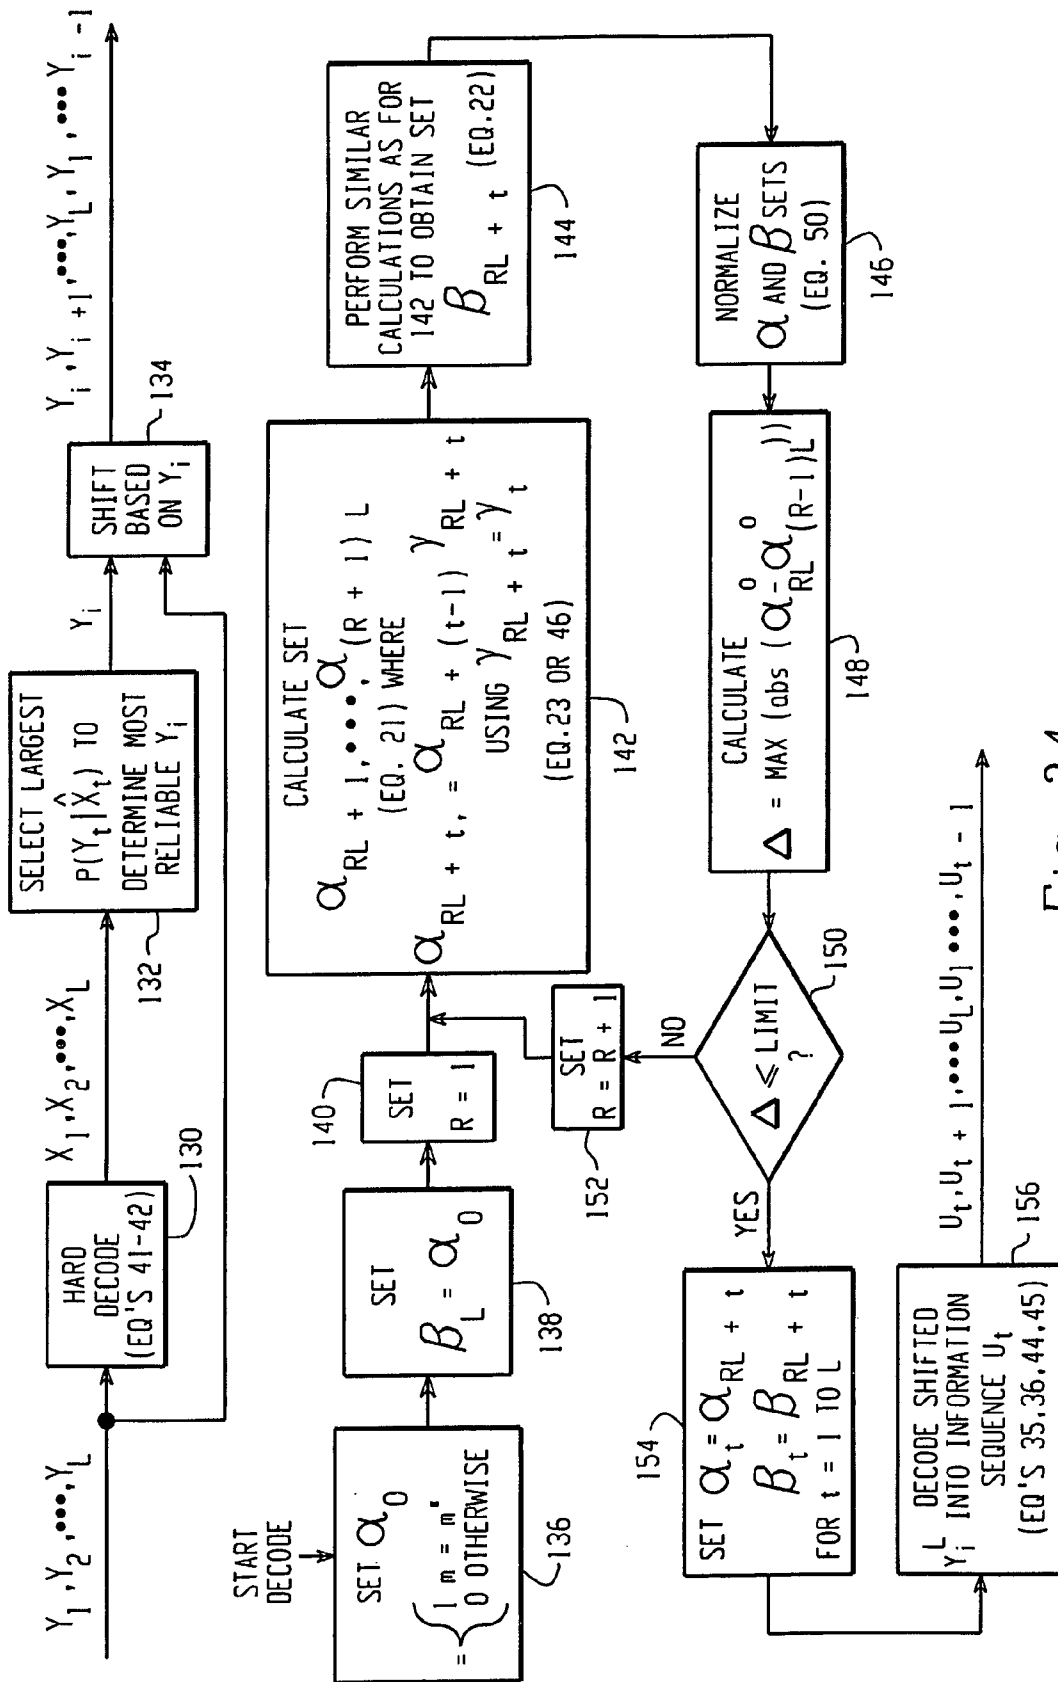 Y1, Y2, •••, YL
HARD
DECODE
(EQ'S 41-42)
130
X1, X2, •••, XL
SELECT LARGEST
P(Yt|X̂t) TO
DETERMINE MOST
RELIABLE Yi
132
Yi
SHIFT
BASED
ON Yi
134
Yi, Yi +1, •••, YL, Y1, ••• Yi -1
START
DECODE
SET α0
= { 1 m = m'
0 OTHERWISE
136
SET
βL = α0
138
SET
R = 1
140
CALCULATE SET
αRL + 1, ••• α(R + 1) L
(EQ. 21) WHERE
αRL + t, = αRL + (t-1) γRL + t
USING γRL + t = γt
(EQ.23 OR 46)
142
PERFORM SIMILAR
CALCULATIONS AS FOR
142 TO OBTAIN SET
βRL + t (EQ.22)
144
NORMALIZE
α AND β SETS
(EQ. 50)
146
CALCULATE
Δ = MAX (abs (α0RL - α0(R-1)L))
148
Δ ≤ LIMIT
?
150
NO
SET
R = R + 1
152
YES
SET αt = αRL + t
βt = βRL + t
FOR t = 1 TO L
154
DECODE SHIFTED
YiL INTO INFORMATION
SEQUENCE Ut
(EQ'S 35,36,44,45)
156
Ut, Ut + 1, •••• UL, U1 •••, Ut - 1